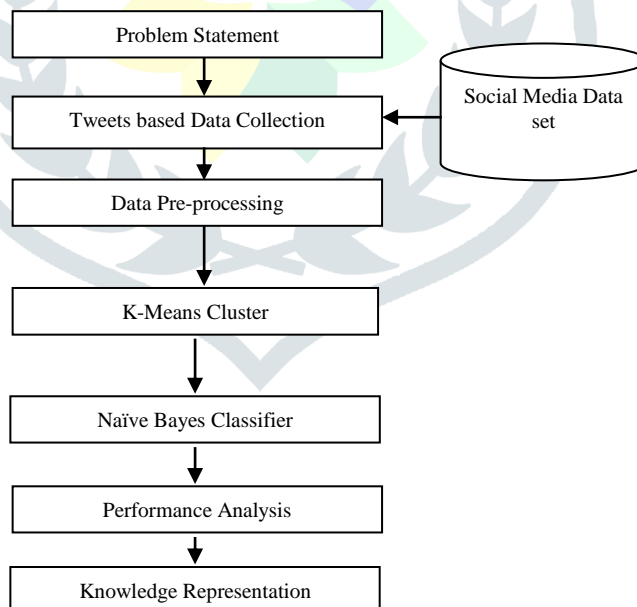 Problem Statement
Tweets based Data Collection
Social Media Data
set
Data Pre-processing
K-Means Cluster
Naïve Bayes Classifier
Performance Analysis
Knowledge Representation